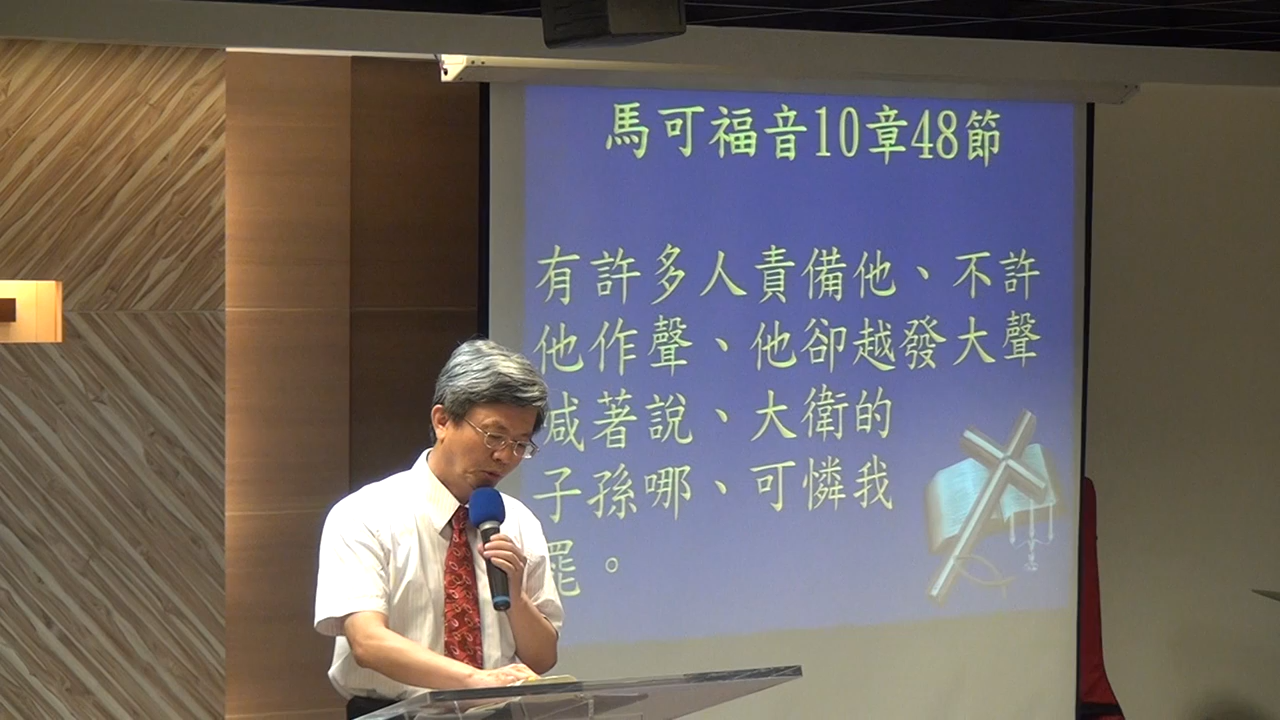 馬可福音10章48節
有許多人責備他、不許
他作聲、他卻越發大聲
喊著說、大衛的
子孫哪、可憐我
罷。